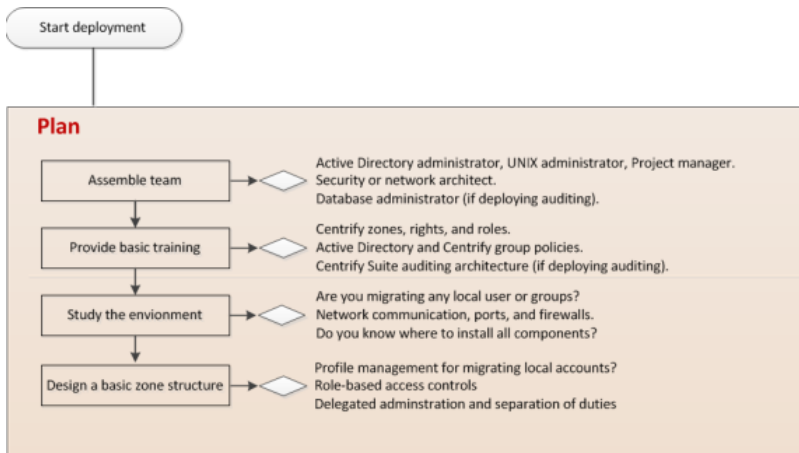 Start deployment
Plan
Assemble team
Active Directory administrator, UNIX administrator, Project manager.
Security or network architect.
Database administrator (if deploying auditing).
Provide basic training
Centrify zones, rights, and roles.
Active Directory and Centrify group policies.
Centrify Suite auditing architecture (if deploying auditing).
Study the envionment
Are you migrating any local user or groups?
Network communication, ports, and firewalls.
Do you know where to install all components?
Design a basic zone structure
Profile management for migrating local accounts?
Role-based access controls
Delegated adminstration and separation of duties